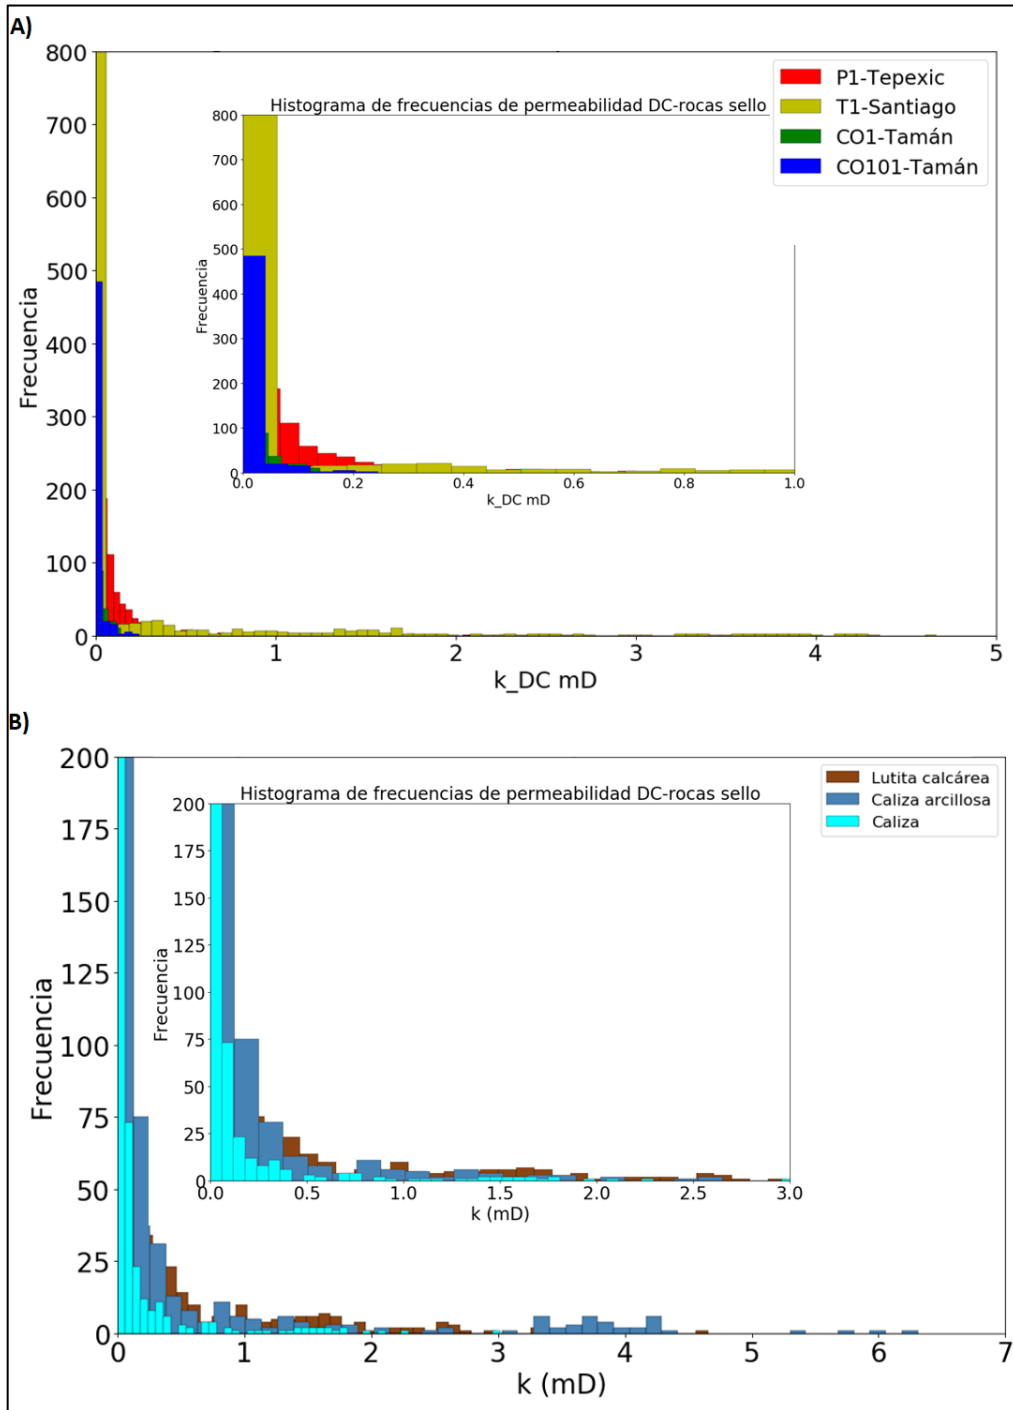 A)
800
700
600
500
400
300
200
100
0
Frecuencia
0 1 2 3 4 5
k_DC mD
P1-Tepexic
T1-Santiago
CO1-Tamán
CO101-Tamán
Histograma de frecuencias de permeabilidad DC-rocas sello
800
700
600
500
400
300
200
100
0
Frecuencia
0.0 0.2 0.4 0.6 0.8 1.0
k_DC mD
B)
200
175
150
125
100
75
50
25
0
Frecuencia
0 1 2 3 4 5 6 7
k (mD)
Lutita calcárea
Caliza arcillosa
Caliza
Histograma de frecuencias de permeabilidad DC-rocas sello
200
175
150
125
100
75
50
25
0
Frecuencia
0.0 0.5 1.0 1.5 2.0 2.5 3.0
k (mD)